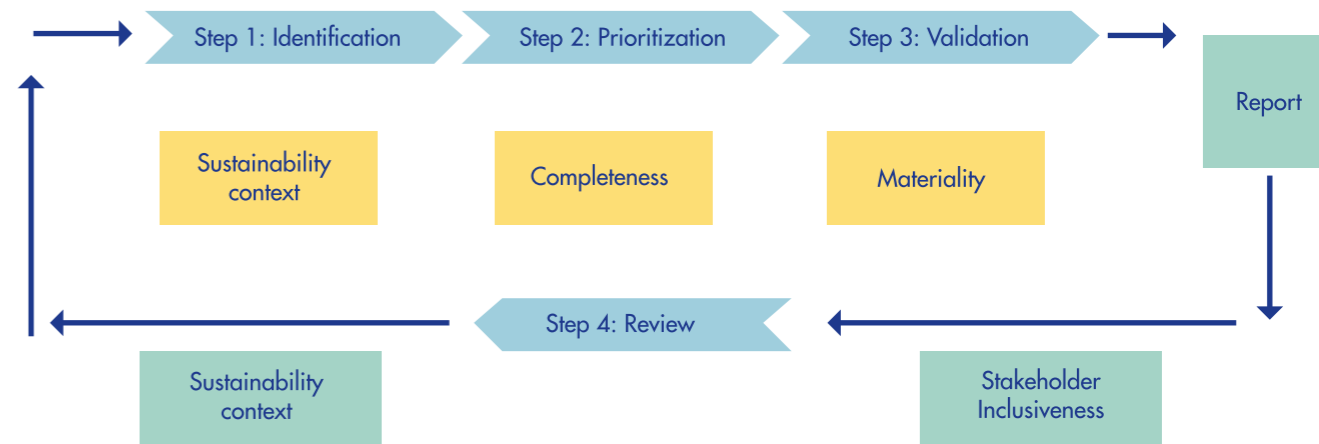 Step 1: Identification
Step 2: Prioritization
Step 3: Validation
Report
Sustainability
context
Completeness
Materiality
Step 4: Review
Sustainability
context
Stakeholder
Inclusiveness